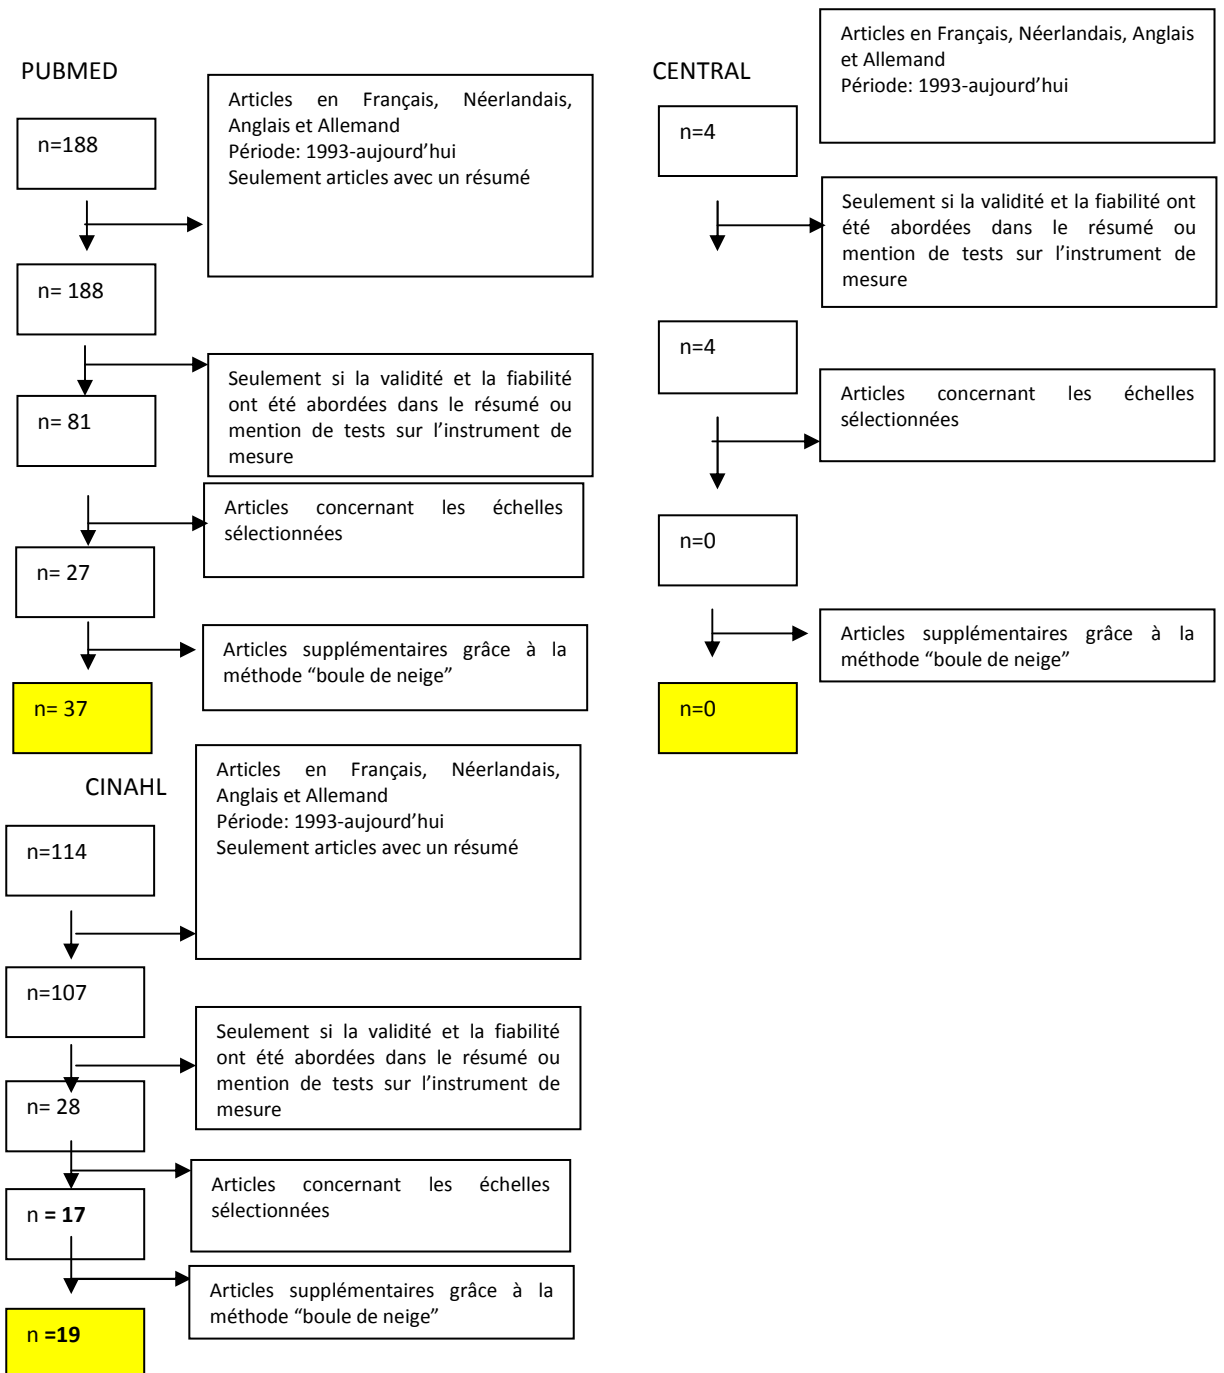 PUBMED
n=188
Articles en Français, Néerlandais,
Anglais et Allemand
Période: 1993-aujourd’hui
Seulement articles avec un résumé
n= 188
Seulement si la validité et la fiabilité
ont été abordées dans le résumé ou
mention de tests sur l’instrument de
mesure
n= 81
Articles concernant les échelles
sélectionnées
n= 27
Articles supplémentaires grâce à la
méthode “boule de neige”
n= 37
CINAHL
n=114
Articles en Français, Néerlandais,
Anglais et Allemand
Période: 1993-aujourd’hui
Seulement articles avec un résumé
n=107
Seulement si la validité et la fiabilité
ont été abordées dans le résumé ou
mention de tests sur l’instrument de
mesure
n= 28
Articles concernant les échelles
sélectionnées
n = 17
Articles supplémentaires grâce à la
méthode “boule de neige”
n =19
CENTRAL
Articles en Français, Néerlandais, Anglais
et Allemand
Période: 1993-aujourd’hui
n=4
Seulement si la validité et la fiabilité ont
été abordées dans le résumé ou
mention de tests sur l’instrument de
mesure
n=4
Articles concernant les échelles
sélectionnées
n=0
Articles supplémentaires grâce à la
méthode “boule de neige”
n=0